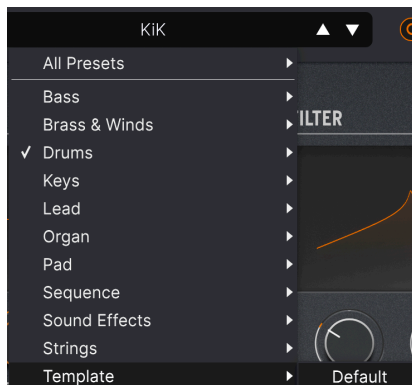 KiK
All Presets
Bass
Brass & Winds
ILTER
Drums
Keys
Lead
Organ
Pad
Sequence
Sound Effects
Strings
Template
Default